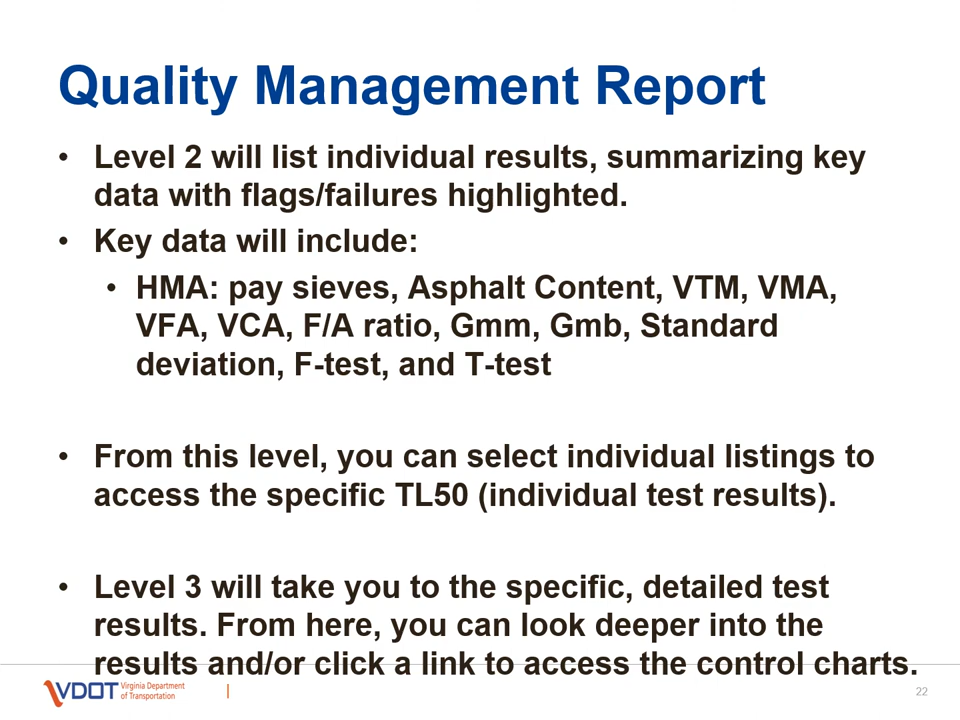 Quality Management Report
• Level 2 will list individual results, summarizing key
data with flags/failures highlighted.
• Key data will include:
• HMA: pay sieves, Asphalt Content, VTM, VMA,
VFA, VCA, F/A ratio, Gmm, Gmb, Standard
deviation, F-test, and T-test
• From this level, you can select individual listings to
access the specific TL50 (individual test results).
• Level 3 will take you to the specific, detailed test
results. From here, you can look deeper into the
results and/or click a link to access the control charts.
VDOT Virginia Department
of Transportation
22